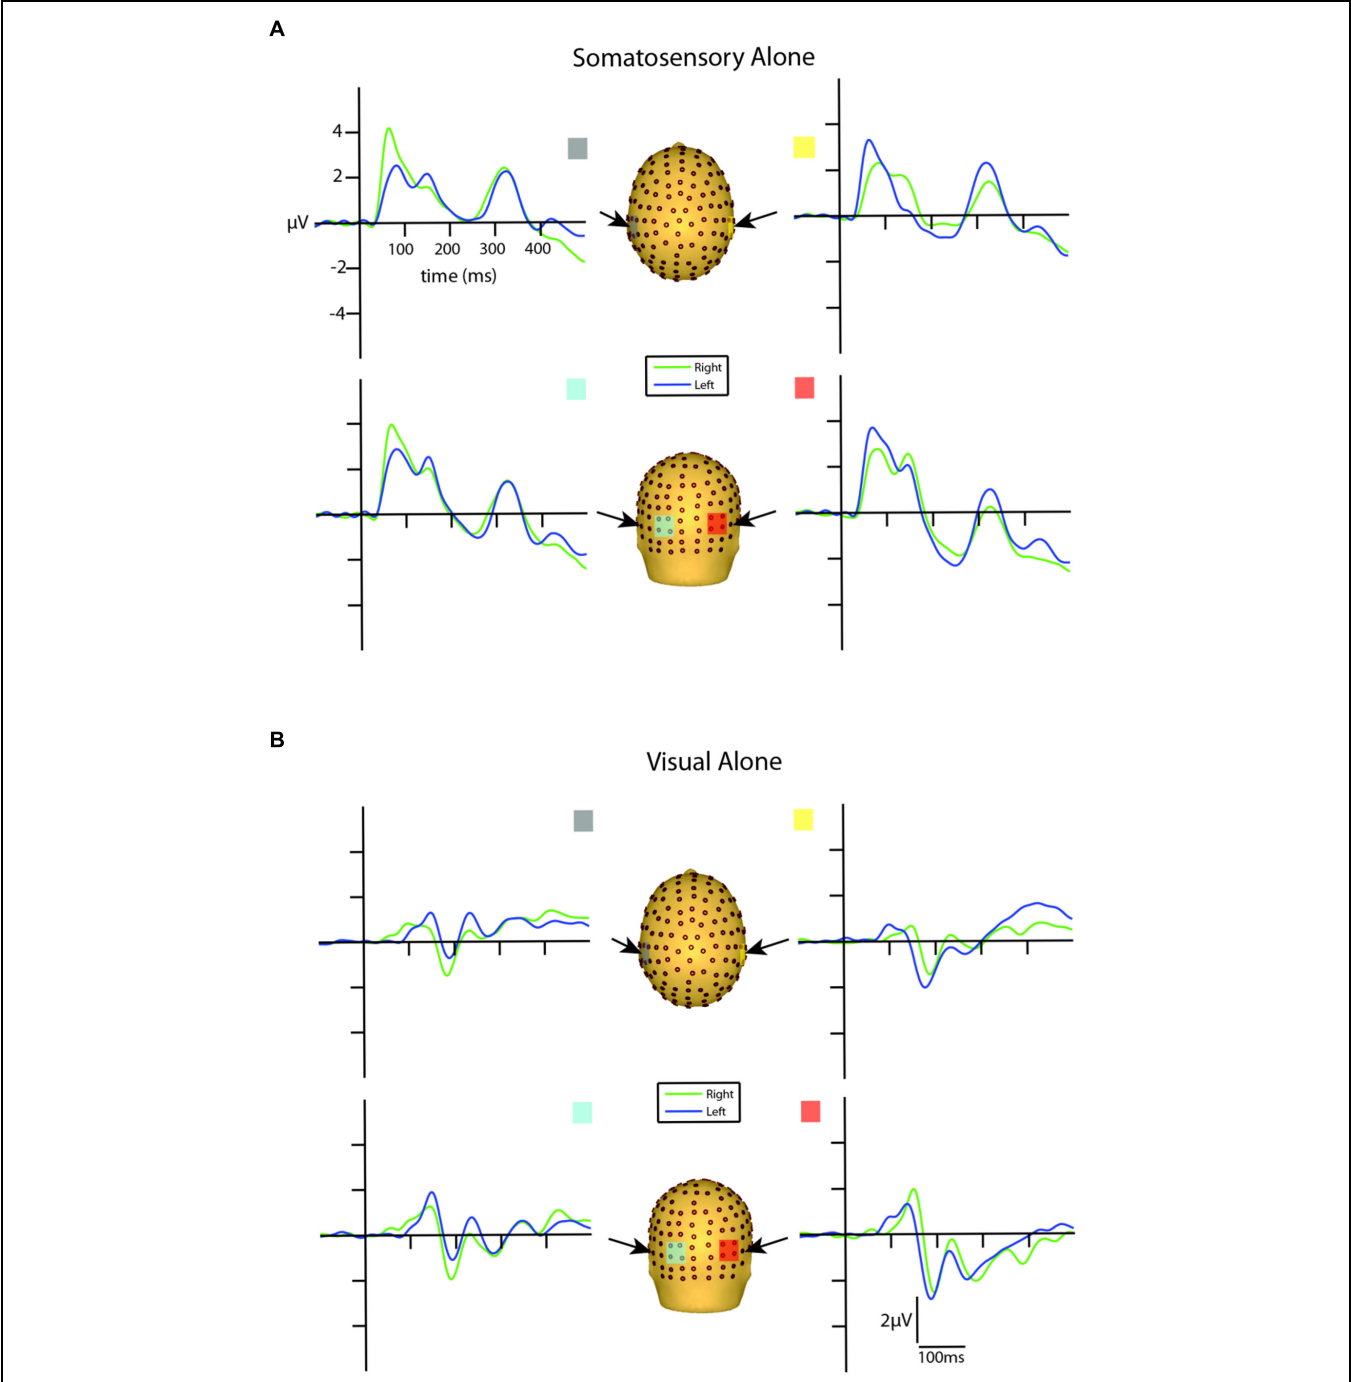 A
Somatosensory Alone
4
2
µV
100 200 300 400
-2
time (ms)
-4
Right
Left
B
Visual Alone
Right
Left
2µV
100ms